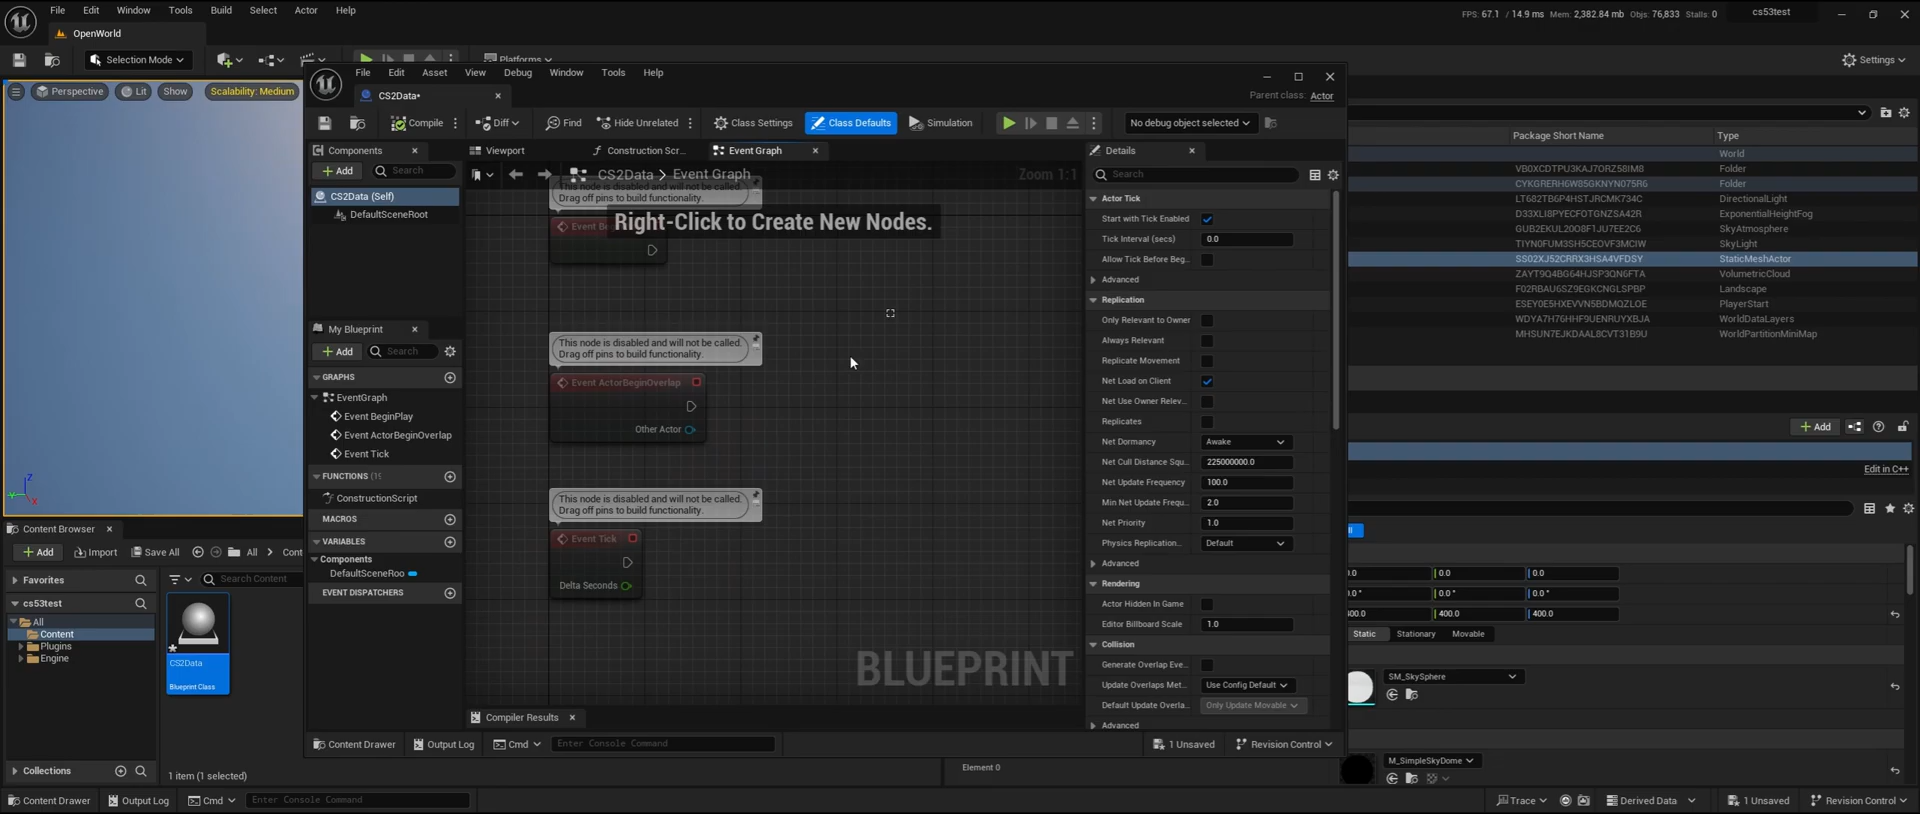 File Edit Window Tools Build Select Actor Help
FPS: 67.1 / 14.9 ms Mem: 2,382.84 mb Objs: 76,833 Stalls: 0 cs53test
OpenWorld
Selection Mode
Platforms
Settings
Perspective Lit Show Scalability: Medium
File Edit Asset View Debug Window Tools Help
CS2Data*
Parent class: Actor
Compile Diff Find Hide Unrelated Class Settings Class Defaults Simulation No debug object selected
Components
Add Search
CS2Data (Self)
DefaultSceneRoot
My Blueprint
Add Search
GRAPHS
EventGraph
Event BeginPlay
Event ActorBeginOverlap
Event Tick
FUNCTIONS
ConstructionScript
MACROS
VARIABLES
Components
DefaultSceneRoo
EVENT DISPATCHERS
Viewport Construction Scr... Event Graph
CS2Data > Event Graph Zoom 1:1
This node is disabled and will not be called.
Drag off pins to build functionality.
Right-Click to Create New Nodes.
Event Be
This node is disabled and will not be called.
Drag off pins to build functionality.
Event ActorBeginOverlap
Other Actor
This node is disabled and will not be called.
Drag off pins to build functionality.
Event Tick
Delta Seconds
BLUEPRINT
Compiler Results
Content Drawer Output Log Cmd Enter Console Command 1 Unsaved Revision Control
Details
Search
Actor Tick
Start with Tick Enabled
Tick Interval (secs) 0.0
Allow Tick Before Beg..
Advanced
Replication
Only Relevant to Owner
Always Relevant
Replicate Movement
Net Load on Client
Net Use Owner Relev..
Replicates
Net Dormancy Awake
Net Cull Distance Squ.. 225000000.0
Net Update Frequency 100.0
Min Net Update Frequ.. 2.0
Net Priority 1.0
Physics Replication.. Default
Advanced
Rendering
Actor Hidden In Game
Editor Billboard Scale 1.0
Collision
Generate Overlap Eve..
Update Overlaps Met.. Use Config Default
Default Update Overla.. Only Update Movable
Advanced
Package Short Name Type
World
VB0XCDTPU3KAJ7ORZ58IM8 Folder
CYKGRERH6W85GKNYN075R6 Folder
LT682TB6P4HSTJRCMK734C DirectionalLight
D33XLI8PYECFOTGNZSA42R ExponentialHeightFog
GUB2EKUL20O8F1JU7EE2C6 SkyAtmosphere
TIYN0FUM3SH5CEOVF3MCIW SkyLight
SS02XJ52CRRX3HSA4VFDSY StaticMeshActor
ZAYT9Q4BG64HJSP3QN6FTA VolumetricCloud
F02RBAU6SZ9EGKCNGLSPBP Landscape
ESEY0E5HXEVVN5BDMQZLOE PlayerStart
WDYA7H76HHF9UENRUYXBJA WorldDataLayers
MHSUN7EJKDAAL8CVT31B9U WorldPartitionMiniMap
Add
Edit in C++
0.0 0.0
0.0 ° 0.0 °
400.0 400.0
Static Stationary Movable
SM_SkySphere
Element 0
M_SimpleSkyDome
Content Browser
Add Import Save All All > Cont
Favorites
Search Content
cs53test
All
Content
Plugins
Engine
CS2Data
Blueprint Class
Collections
1 item (1 selected)
Content Drawer Output Log Cmd Enter Console Command Trace Derived Data 1 Unsaved Revision Control